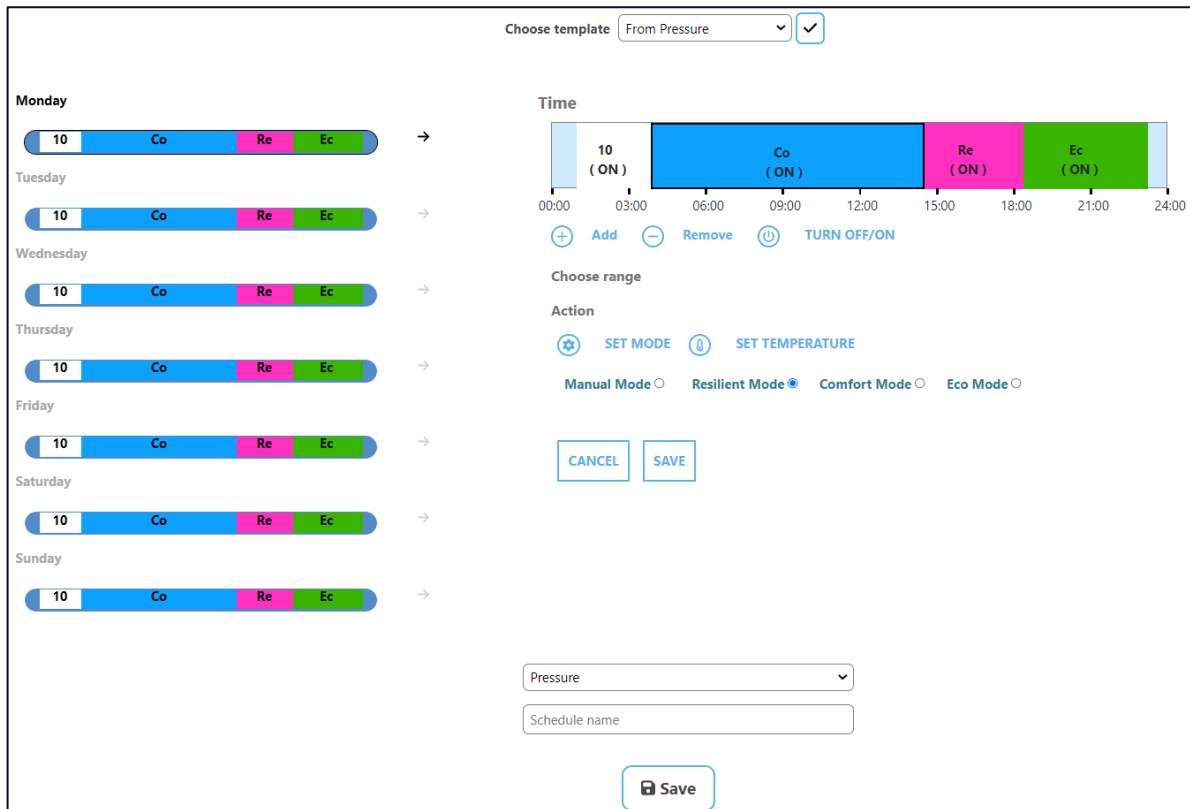 Choose template From Pressure
Monday
10 Co Re Ec
Tuesday
10 Co Re Ec
Wednesday
10 Co Re Ec
Thursday
10 Co Re Ec
Friday
10 Co Re Ec
Saturday
10 Co Re Ec
Sunday
10 Co Re Ec
Time
10 Co Re Ec
( ON ) ( ON ) ( ON ) ( ON )
00:00 03:00 06:00 09:00 12:00 15:00 18:00 21:00 24:00
Add Remove TURN OFF/ON
Choose range
Action
SET MODE SET TEMPERATURE
Manual Mode Resilient Mode Comfort Mode Eco Mode
CANCEL SAVE
Pressure
Schedule name
Save